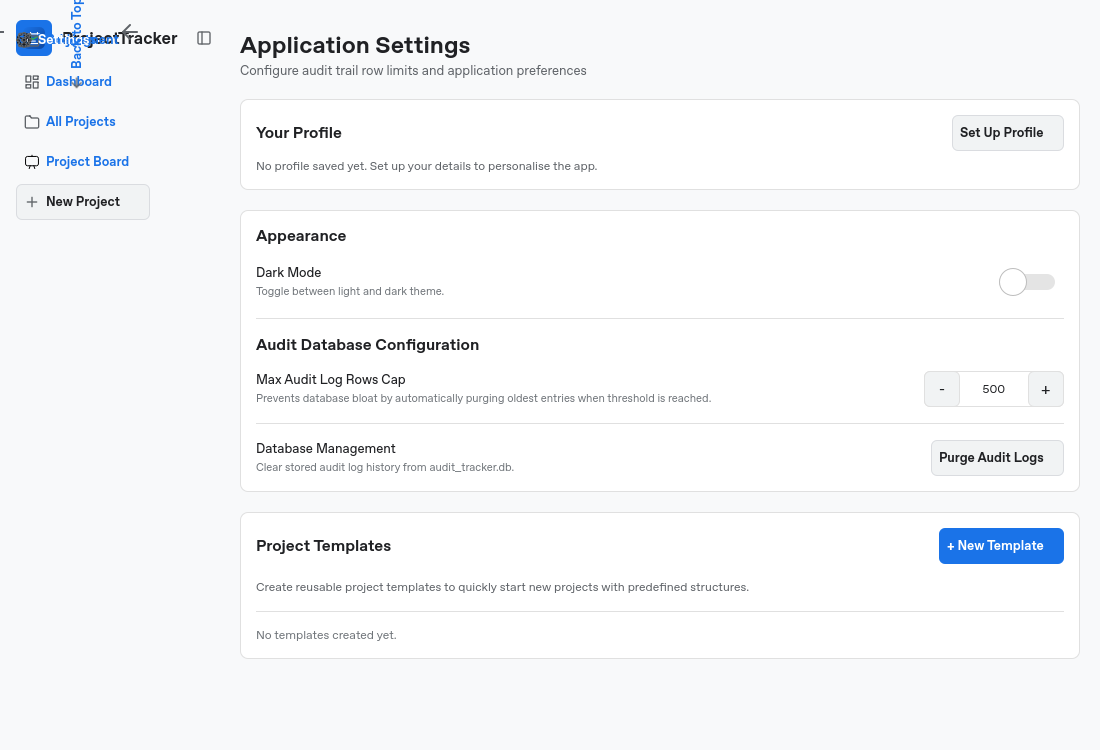 ProjectTracker
Settings
Back to Top
Dashboard
All Projects
Project Board
New Project
Application Settings
Configure audit trail row limits and application preferences
Your Profile
Set Up Profile
No profile saved yet. Set up your details to personalise the app.
Appearance
Dark Mode
Toggle between light and dark theme.
Audit Database Configuration
Max Audit Log Rows Cap
Prevents database bloat by automatically purging oldest entries when threshold is reached.
- 500 +
Database Management
Clear stored audit log history from audit_tracker.db.
Purge Audit Logs
Project Templates
+ New Template
Create reusable project templates to quickly start new projects with predefined structures.
No templates created yet.